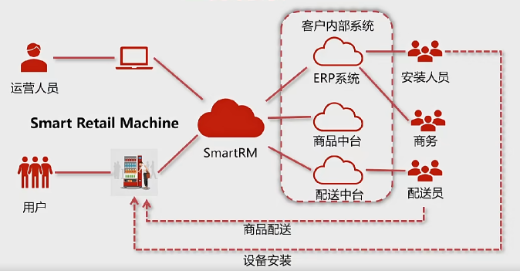 客户内部系统
运营人员
ERP系统
安装人员
Smart Retail Machine
SmartRM
商品中台
商务
用户
配送中台
配送员
商品配送
设备安装